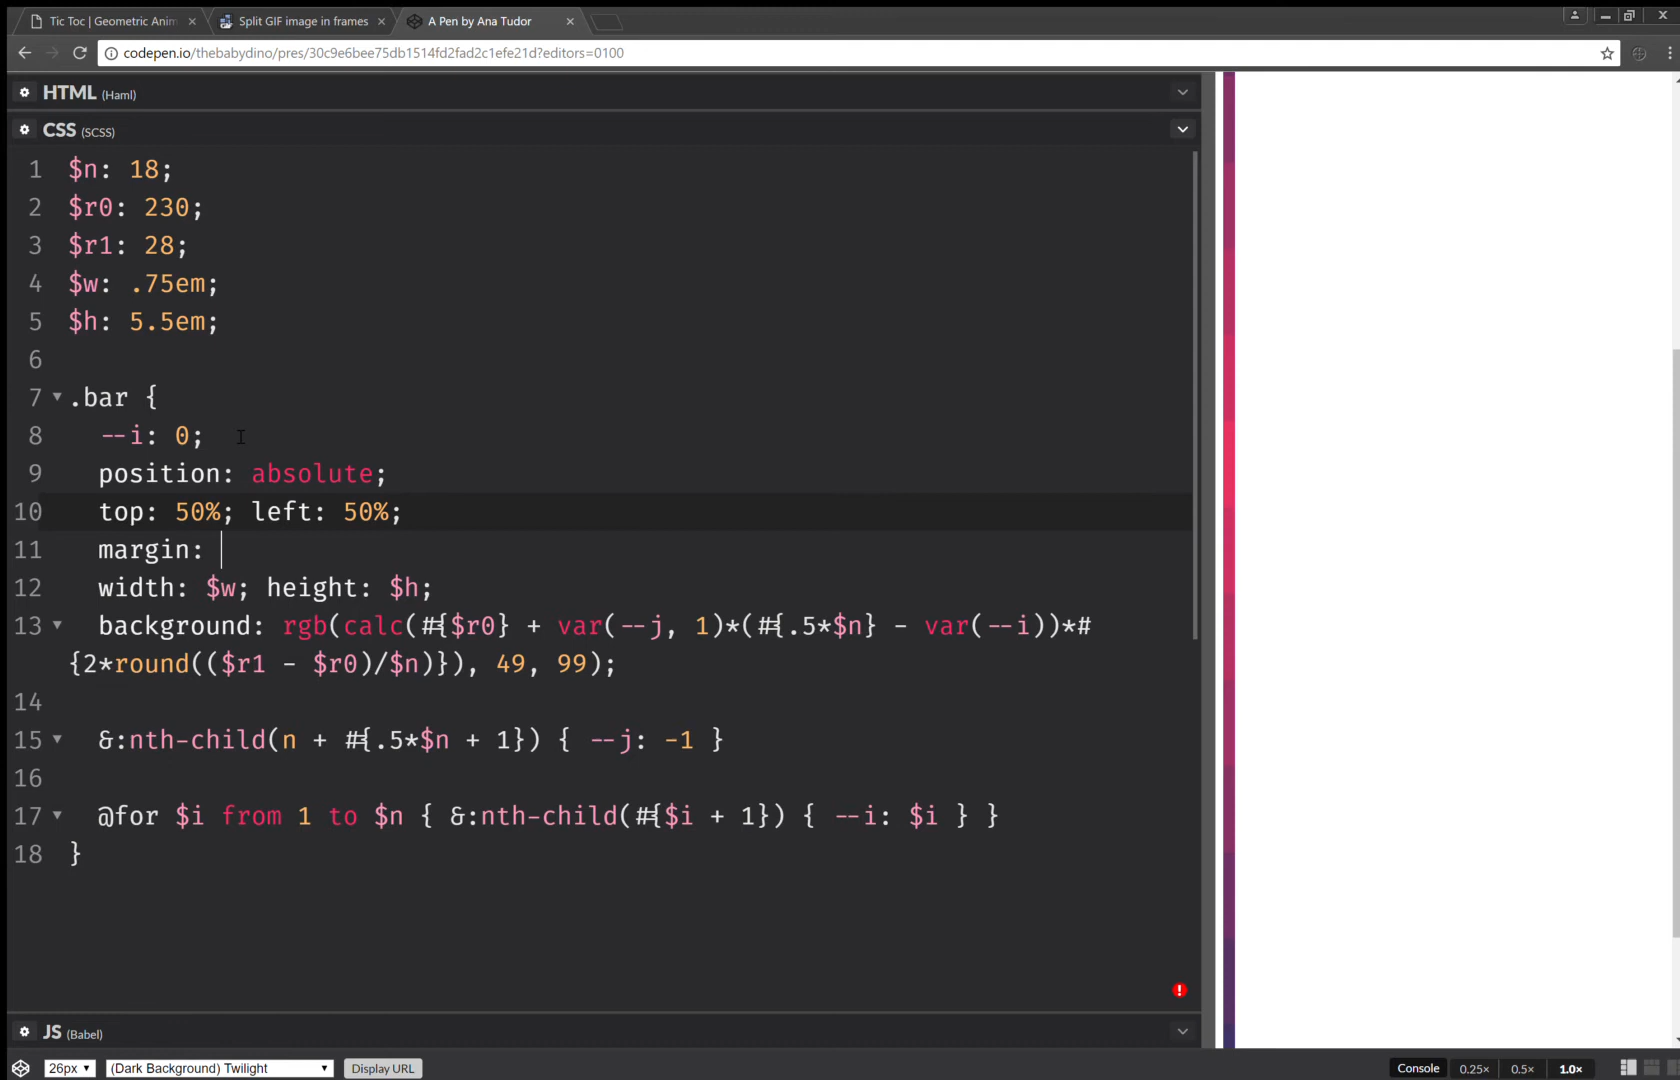 Tic Toc | Geometric Anim
Split GIF image in frames
A Pen by Ana Tudor
codepen.io/thebabydino/pres/30c9e6bee75db1514fd2fad2c1efe21d?editors=0100
HTML (Haml)
CSS (SCSS)
1 $n: 18;
2 $r0: 230;
3 $r1: 28;
4 $w: .75em;
5 $h: 5.5em;
6
7 .bar {
8 --i: 0;
9 position: absolute;
10 top: 50%; left: 50%;
11 margin:
12 width: $w; height: $h;
13 background: rgb(calc(#{$r0} + var(--j, 1)*(#{.5*$n} - var(--i))*#
{2*round(($r1 - $r0)/$n)}), 49, 99);
14
15 &:nth-child(n + #{.5*$n + 1}) { --j: -1 }
16
17 @for $i from 1 to $n { &:nth-child(#{$i + 1}) { --i: $i } }
18 }
JS (Babel)
26px (Dark Background) Twilight Display URL Console 0.25× 0.5× 1.0×